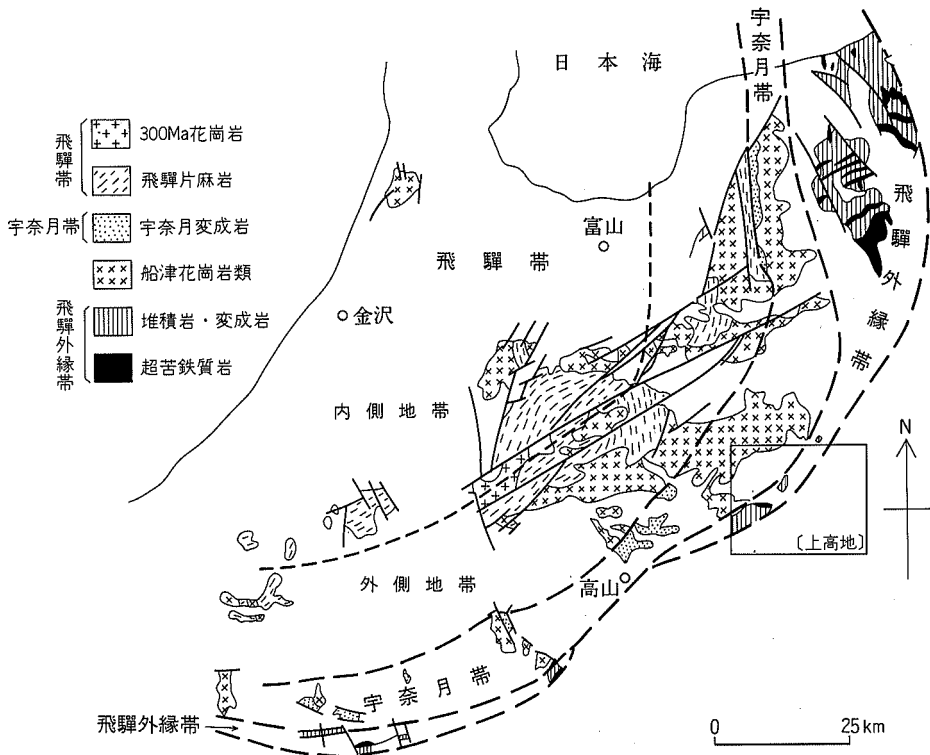 宇奈月帯
日本海
飛驒帯
300Ma花崗岩
飛驒片麻岩
宇奈月帯
宇奈月変成岩
船津花崗岩類
飛驒外縁帯
堆積岩・変成岩
超苦鉄質岩
飛驒外縁帯
富山
飛驒帯
金沢
内側地帯
N
〔上高地〕
外側地帯
高山
宇奈月帯
飛驒外縁帯
0 25km